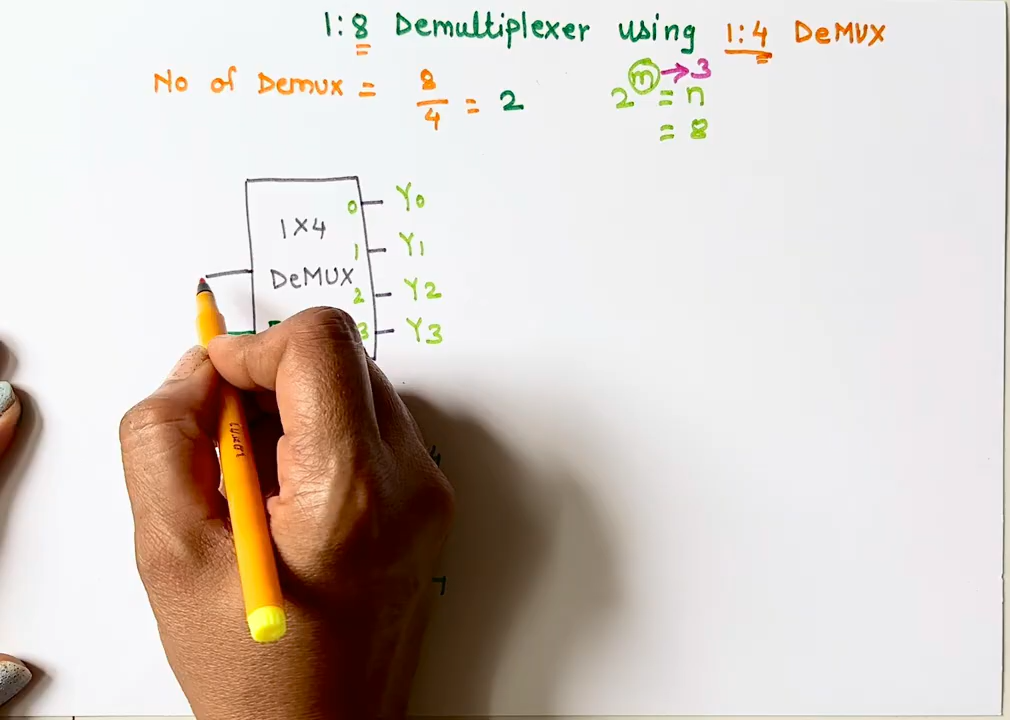 1:8 Demultiplexer using 1:4 DeMUX
No of Demux = 8/4 = 2
2^m = n
m → 3
= 8
1X4
DeMUX
0 Y0
1 Y1
2 Y2
3 Y3